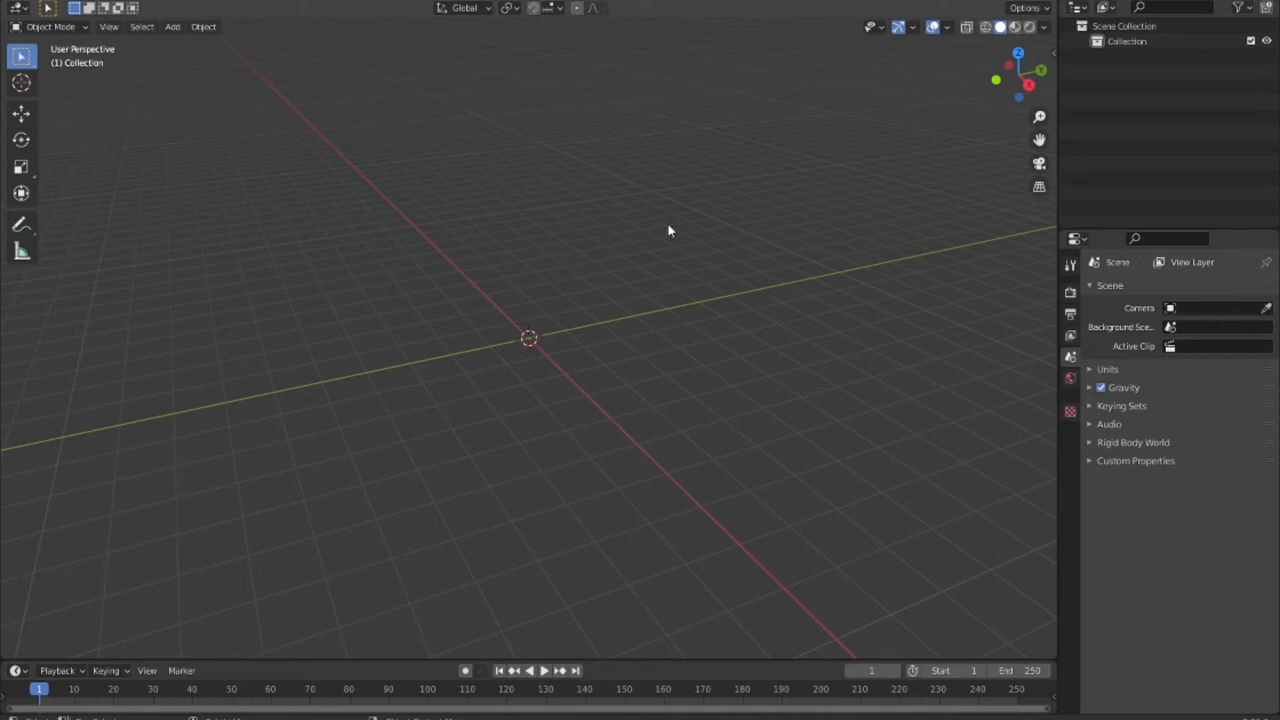 Global
Options
Object Mode
View
Select
Add
Object
User Perspective
(1) Collection
Z
Y
X
Scene Collection
Collection
Scene
View Layer
Scene
Camera
Background Sce...
Active Clip
Units
Gravity
Keying Sets
Audio
Rigid Body World
Custom Properties
Playback
Keying
View
Marker
1
Start 1
End 250
1 10 20 30 40 50 60 70 80 90 100 110 120 130 140 150 160 170 180 190 200 210 220 230 240 250